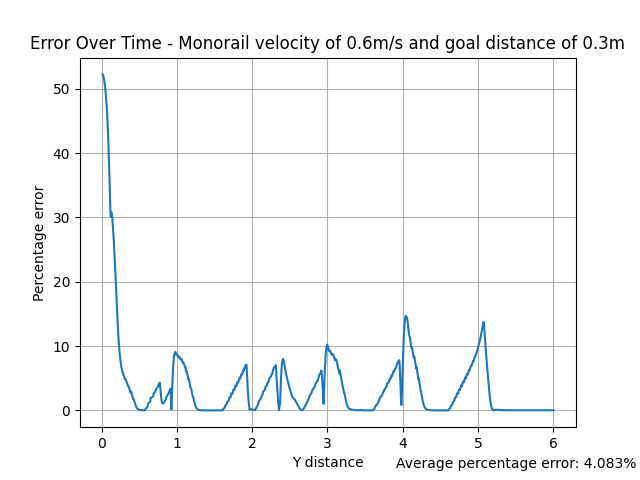 Error Over Time - Monorail velocity of 0.6m/s and goal distance of 0.3m
Percentage error
50
40
30
20
10
0
0 1 2 3 4 5 6
Y distance
Average percentage error: 4.083%